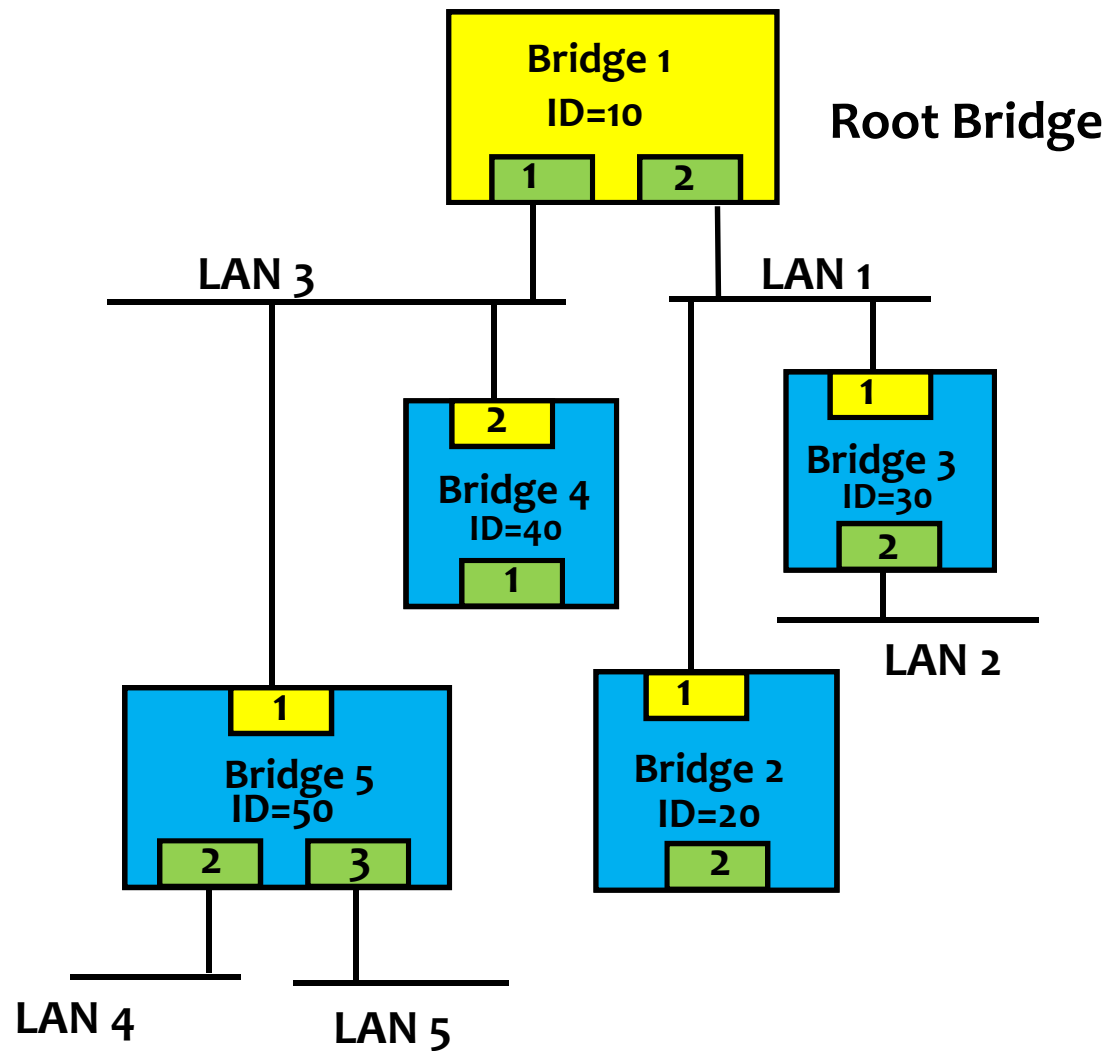 Bridge 1
ID=10
Root Bridge
1
2
LAN 3
LAN 1
2
Bridge 4
ID=40
1
1
Bridge 3
ID=30
2
LAN 2
1
Bridge 5
ID=50
2
3
1
Bridge 2
ID=20
2
LAN 4
LAN 5